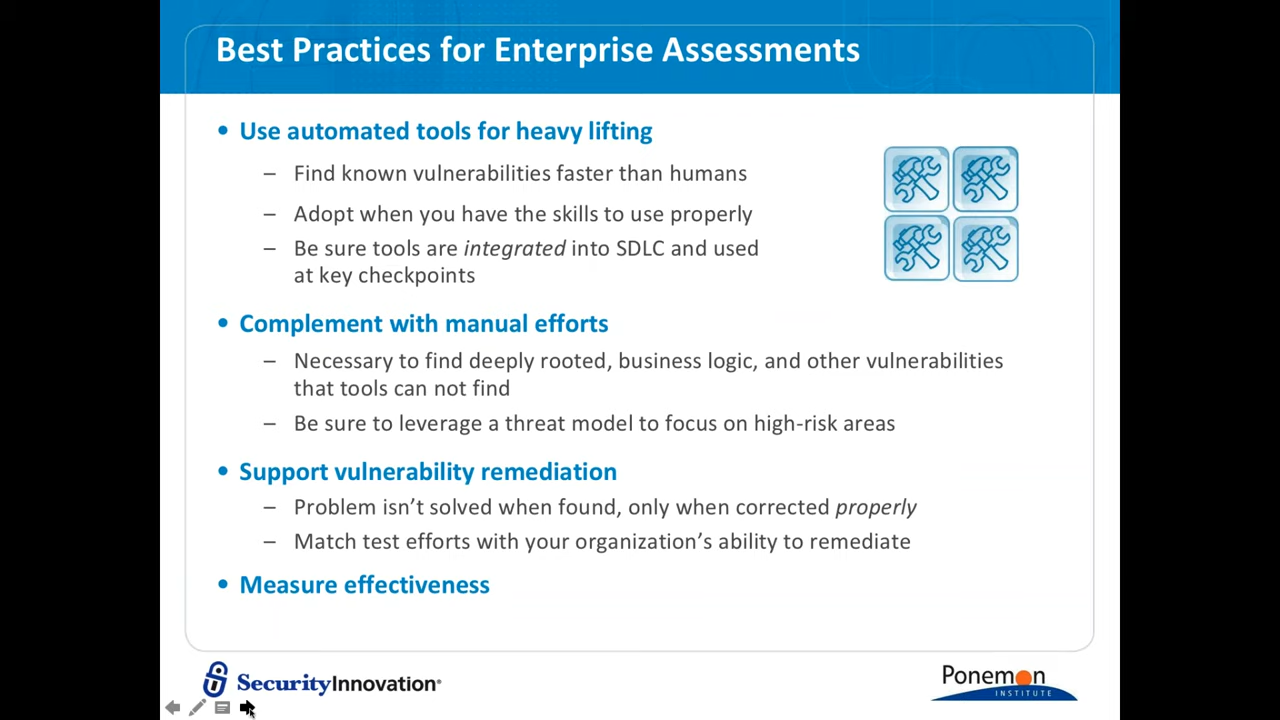 Best Practices for Enterprise Assessments
• Use automated tools for heavy lifting
– Find known vulnerabilities faster than humans
– Adopt when you have the skills to use properly
– Be sure tools are integrated into SDLC and used
at key checkpoints
• Complement with manual efforts
– Necessary to find deeply rooted, business logic, and other vulnerabilities
that tools can not find
– Be sure to leverage a threat model to focus on high-risk areas
• Support vulnerability remediation
– Problem isn’t solved when found, only when corrected properly
– Match test efforts with your organization’s ability to remediate
• Measure effectiveness
SecurityInnovation®
Ponemon
INSTITUTE